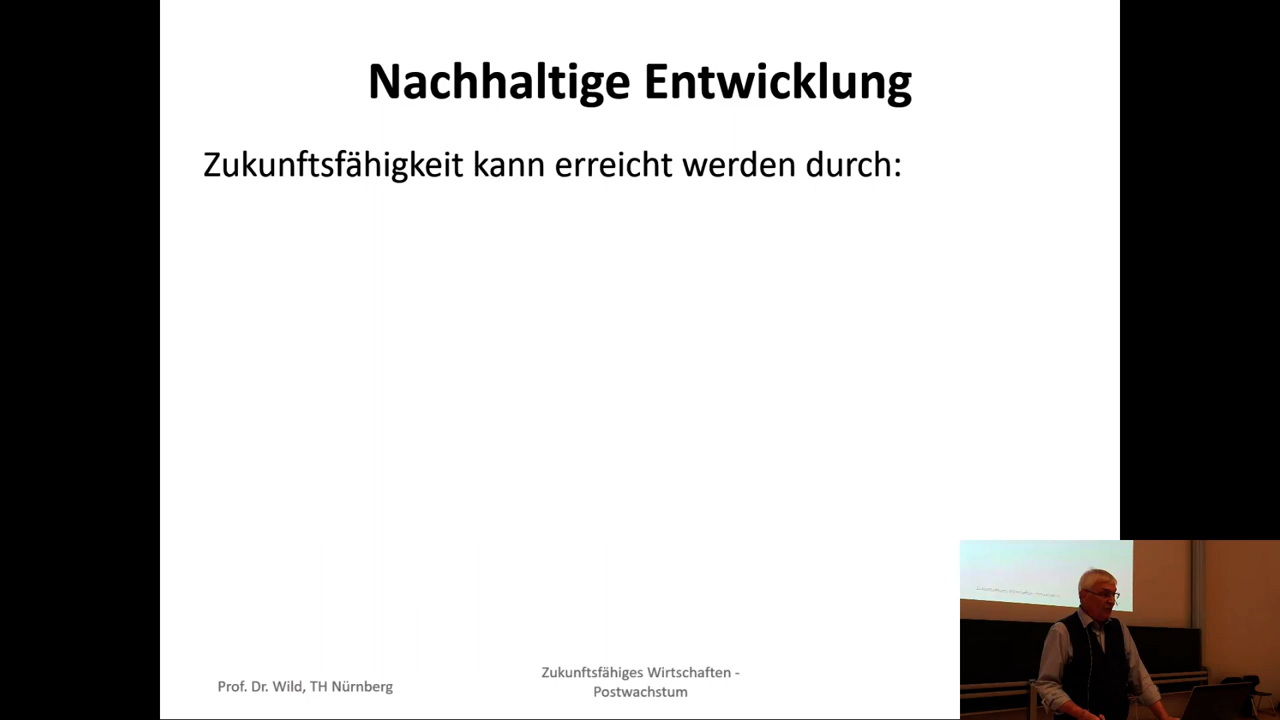 Nachhaltige Entwicklung
Zukunftsfähigkeit kann erreicht werden durch:
Prof. Dr. Wild, TH Nürnberg
Zukunftsfähiges Wirtschaften -
Postwachstum